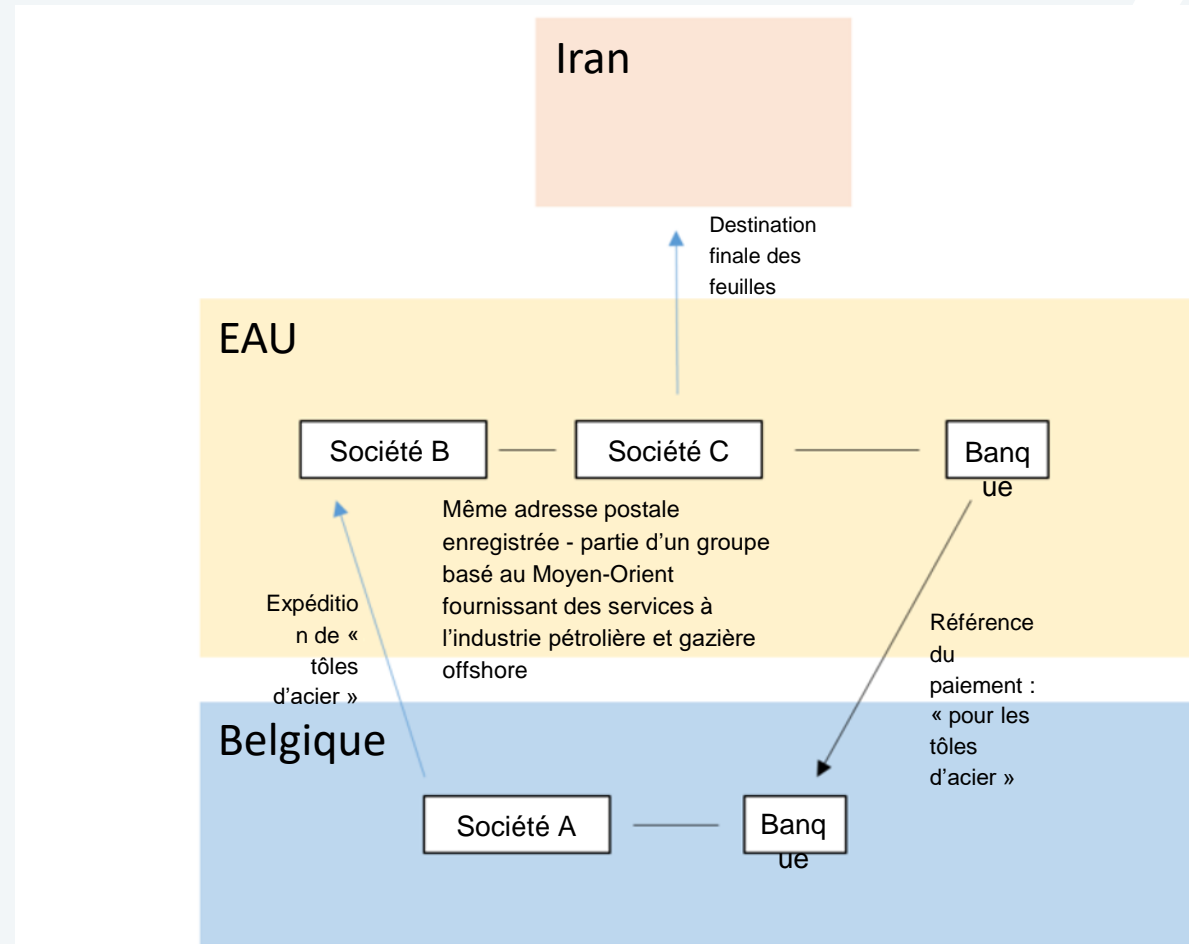 Iran
Destination
finale des
feuilles
EAU
Société B
Société C
Banq
ue
Même adresse postale
enregistrée - partie d’un groupe
basé au Moyen-Orient
fournissant des services à
l’industrie pétrolière et gazière
offshore
Expéditio
n de «
tôles
d’acier »
Référence
du
paiement :
« pour les
tôles
d’acier »
Belgique
Société A
Banq
ue